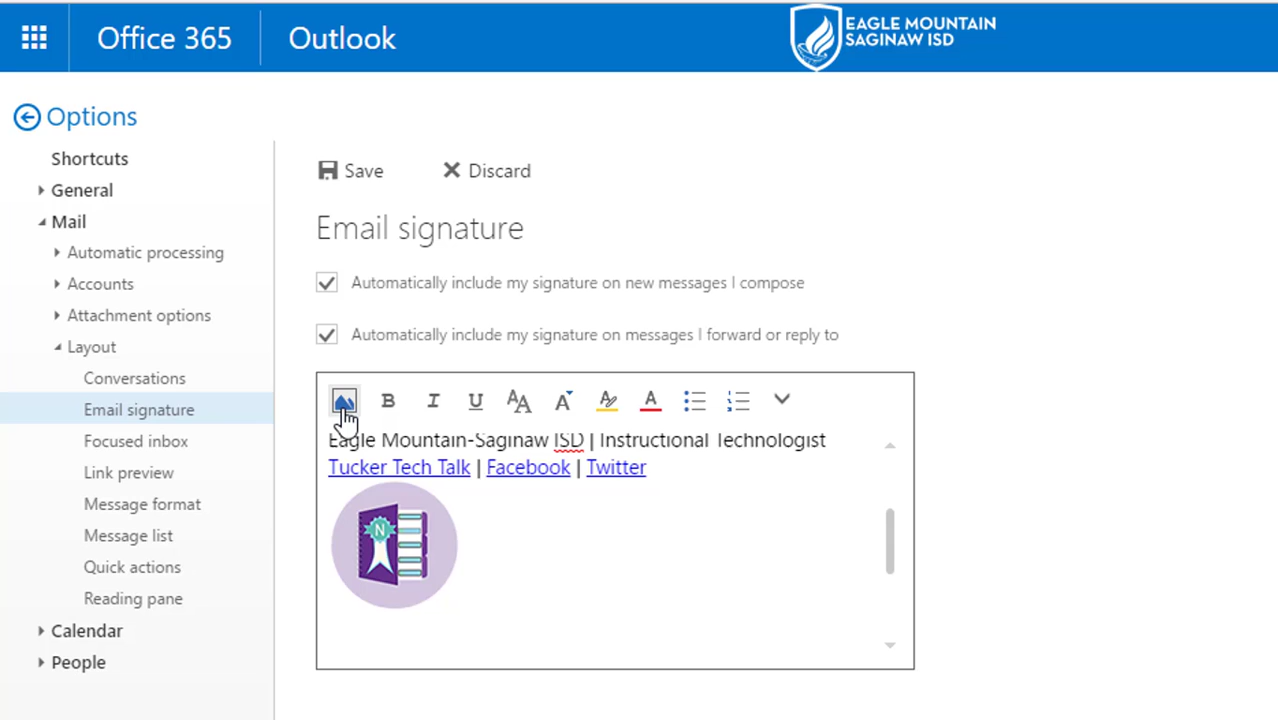 Office 365
Outlook
EAGLE MOUNTAIN
SAGINAW ISD
Options
Shortcuts
General
Mail
Automatic processing
Accounts
Attachment options
Layout
Conversations
Email signature
Focused inbox
Link preview
Message format
Message list
Quick actions
Reading pane
Calendar
People
Save
Discard
Email signature
Automatically include my signature on new messages I compose
Automatically include my signature on messages I forward or reply to
B I U AA A A
Eagle Mountain-Saginaw ISD | Instructional Technologist
Tucker Tech Talk | Facebook | Twitter
N